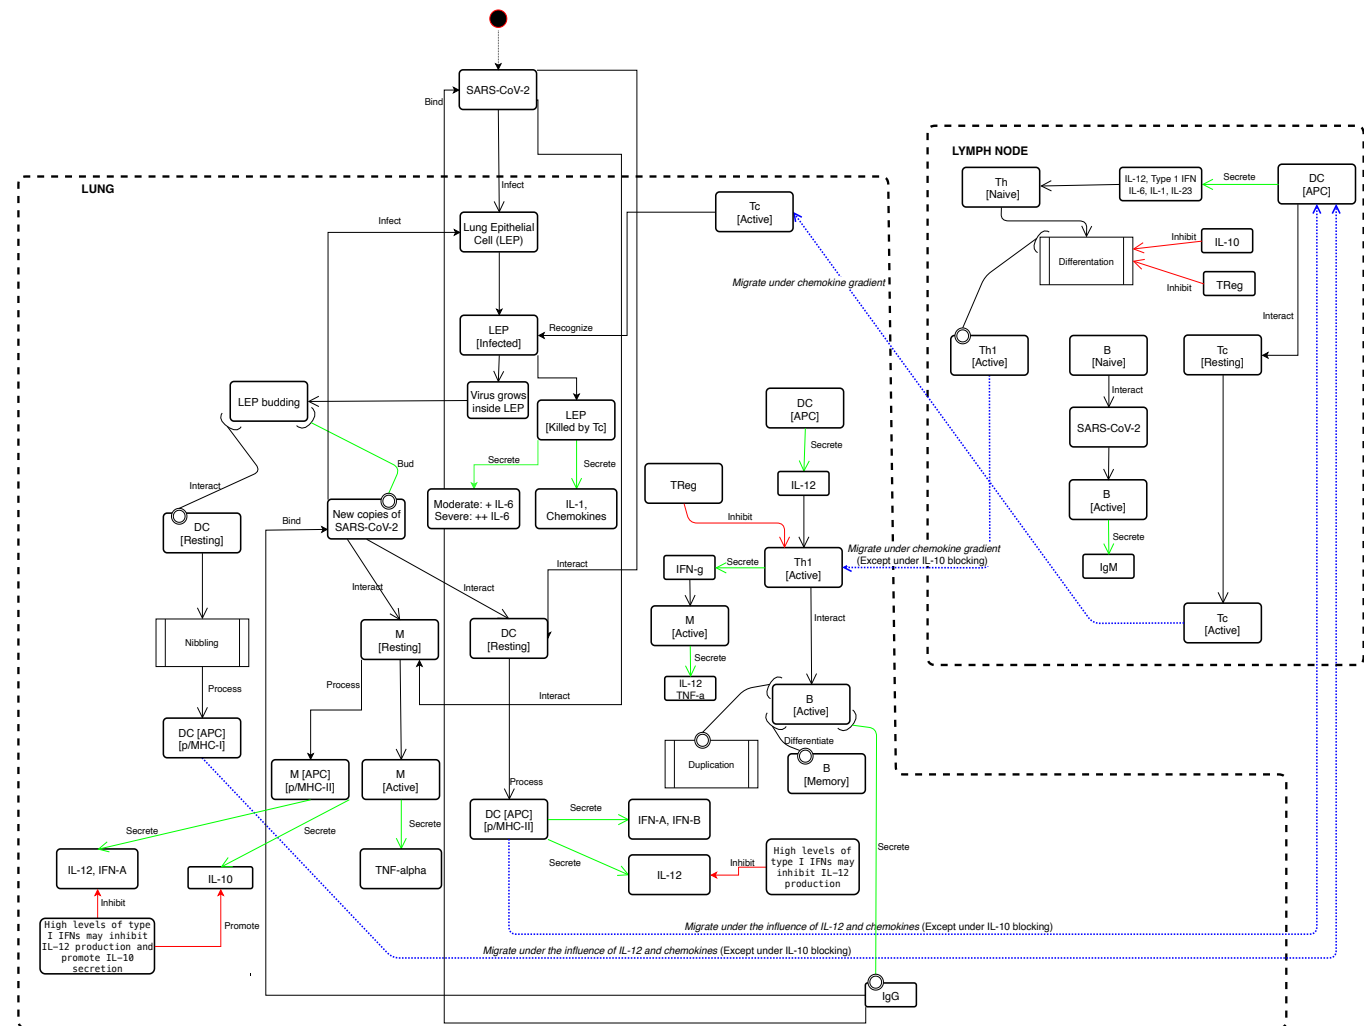 SARS-CoV-2
Bind
LYMPH NODE
Th
[Naive]
IL-12, Type 1 IFN
IL-6, IL-1, IL-23
Secrete
DC
[APC]
LUNG
Infect
Tc
[Active]
Infect
Lung Epithelial
Cell (LEP)
Inhibit
IL-10
Differentation
Migrate under chemokine gradient
Inhibit
TReg
Interact
LEP
[Infected]
Recognize
Th1
[Active]
B
[Naive]
Tc
[Resting]
LEP budding
Virus grows
inside LEP
Interact
LEP
[Killed by Tc]
DC
[APC]
SARS-CoV-2
Secrete
Secrete
Secrete
Bud
Interact
TReg
IL-12
B
[Active]
Moderate: + IL-6
Severe: ++ IL-6
IL-1,
Chemokines
New copies of
SARS-CoV-2
Bind
DC
[Resting]
Inhibit
Secrete
Migrate under chemokine gradient
(Except under IL-10 blocking)
IFN-g
Secrete
Th1
[Active]
IgM
Interact
Interact
Interact
M
[Active]
Interact
Tc
[Active]
M
[Resting]
DC
[Resting]
Nibbling
Secrete
Process
Process
IL-12
TNF-a
Interact
B
[Active]
DC [APC]
[p/MHC-I]
Differentiate
Duplication
B
[Memory]
M [APC]
[p/MHC-II]
M
[Active]
Process
DC [APC]
[p/MHC-II]
Secrete
IFN-A, IFN-B
Secrete
Secrete
Secrete
Secrete
High levels of
type I IFNs may
inhibit IL-12
production
Inhibit
Secrete
IL-12, IFN-A
IL-10
TNF-alpha
IL-12
Inhibit
Promote
High levels of type
I IFNs may inhibit
IL-12 production and
promote IL-10
secretion
Migrate under the influence of IL-12 and chemokines (Except under IL-10 blocking)
Migrate under the influence of IL-12 and chemokines (Except under IL-10 blocking)
IgG